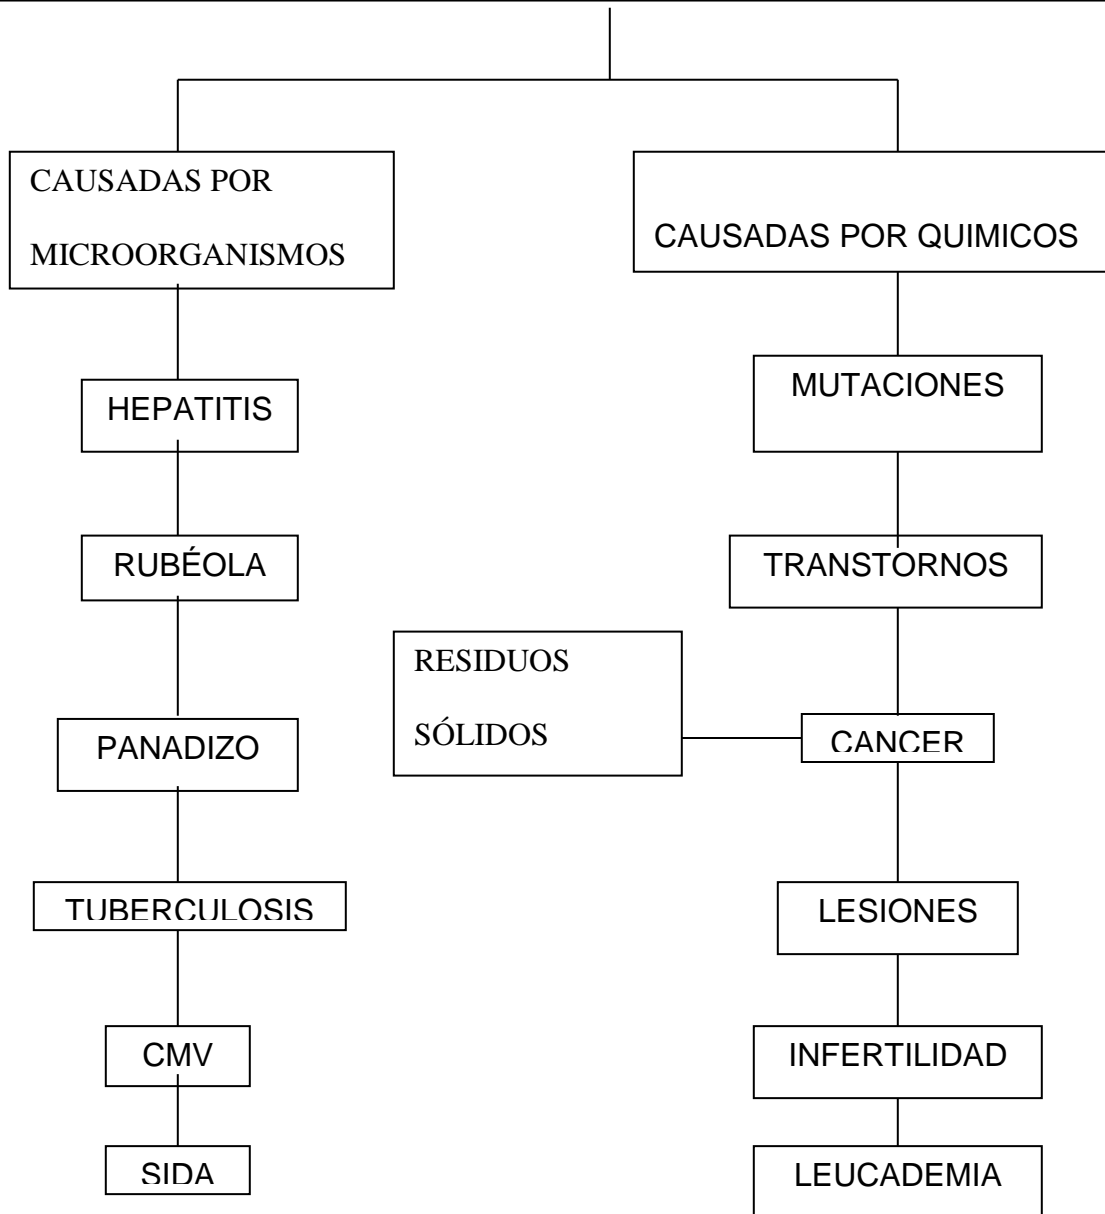 CAUSADAS POR
MICROORGANISMOS
CAUSADAS POR QUIMICOS
HEPATITIS
MUTACIONES
RUBÉOLA
TRANSTORNOS
RESIDUOS
SÓLIDOS
PANADIZO
CANCER
TUBERCULOSIS
LESIONES
CMV
INFERTILIDAD
SIDA
LEUCADEMIA